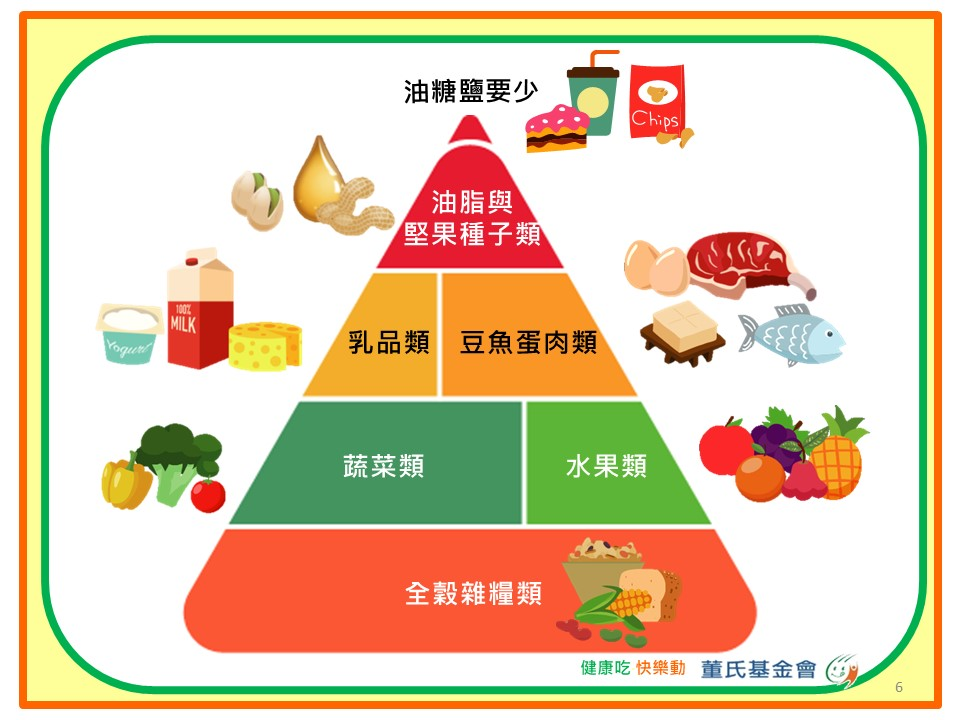 油糖鹽要少
Chips
油脂與
堅果種子類
100%
MILK
Yogurt
乳品類
豆魚蛋肉類
蔬菜類
水果類
全穀雜糧類
健康吃 快樂動 董氏基金會
6